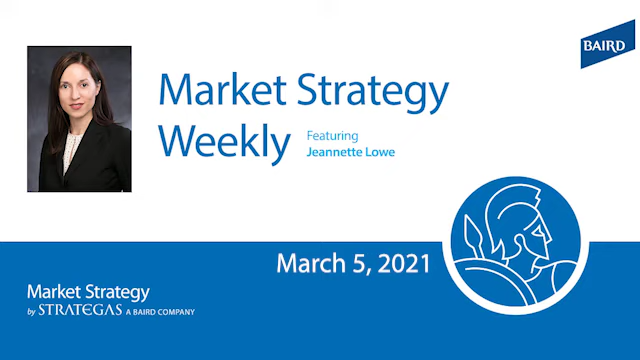 BAIRD
Market Strategy
Weekly
Featuring
Jeannette Lowe
March 5, 2021
Market Strategy
by STRATEGAS A BAIRD COMPANY